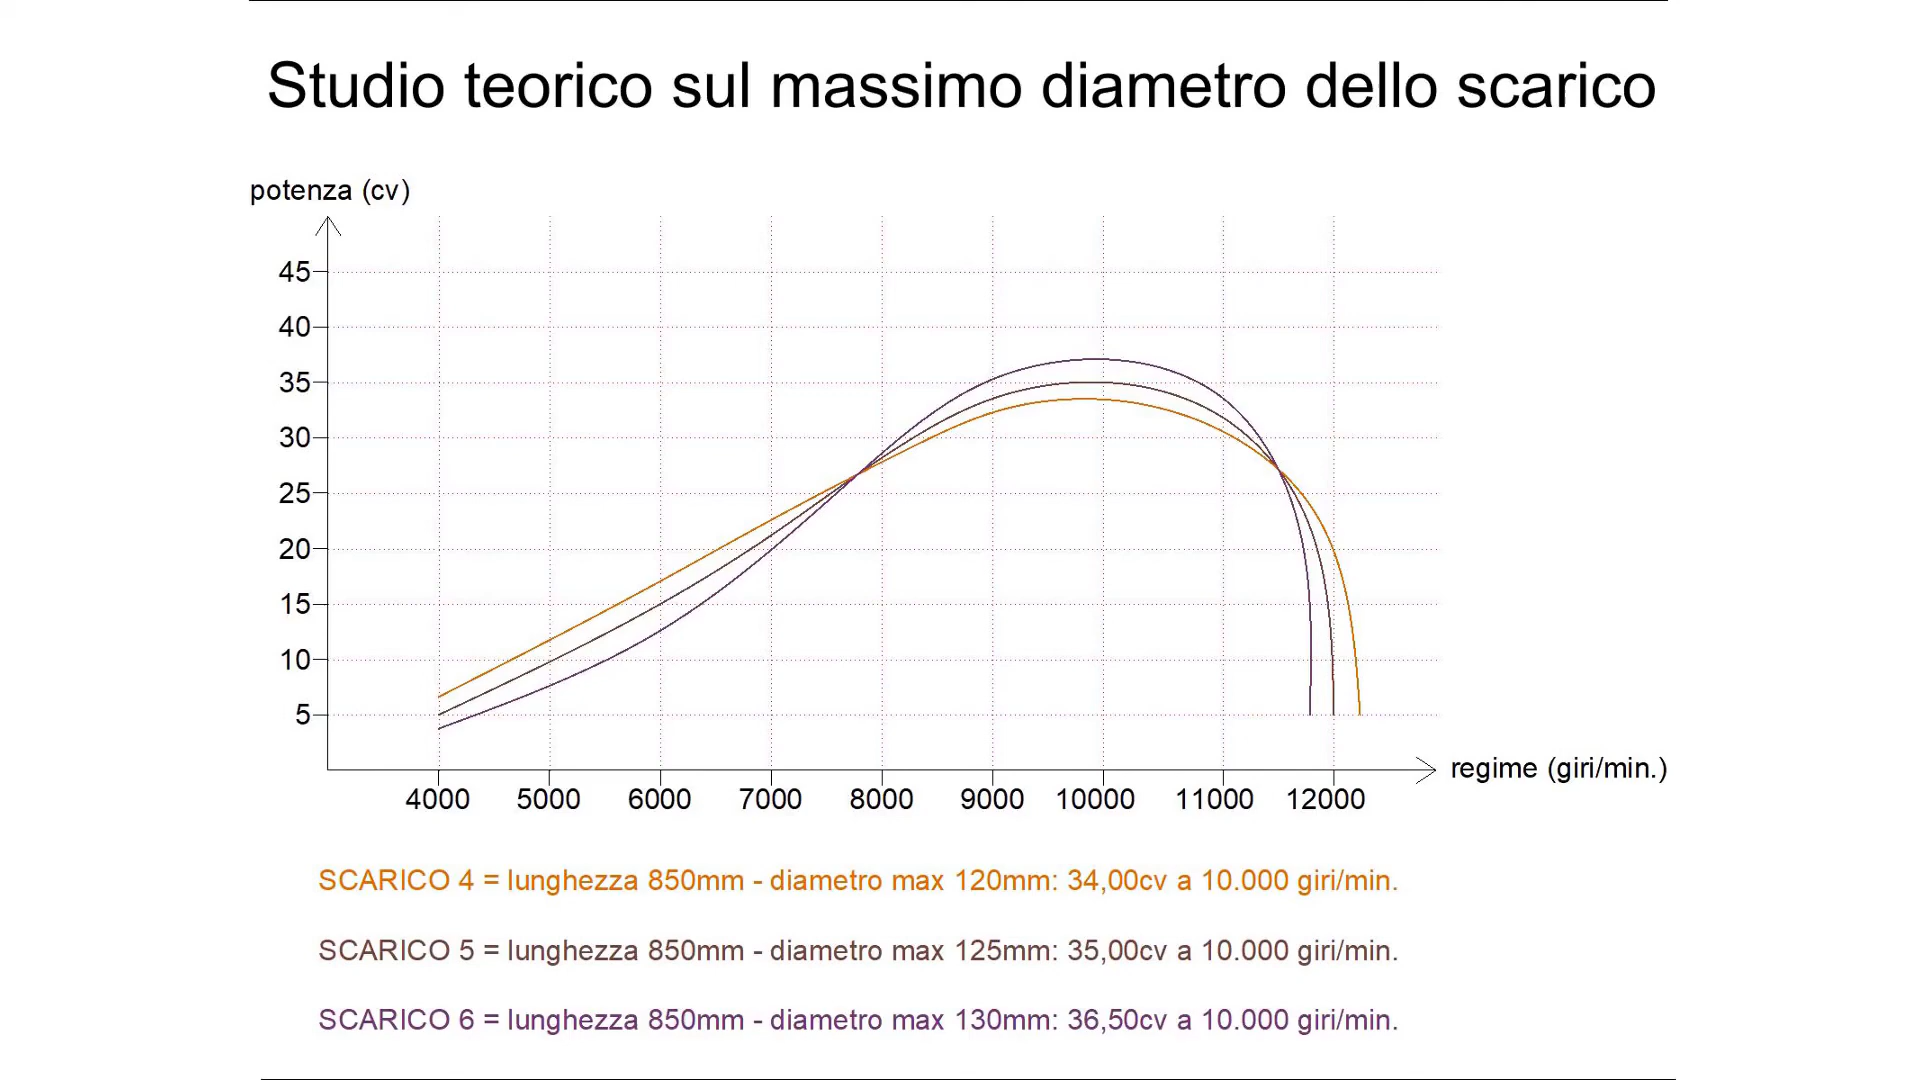 Studio teorico sul massimo diametro dello scarico
potenza (cv)
45
40
35
30
25
20
15
10
5
regime (giri/min.)
4000 5000 6000 7000 8000 9000 10000 11000 12000
SCARICO 4 = lunghezza 850mm - diametro max 120mm: 34,00cv a 10.000 giri/min.
SCARICO 5 = lunghezza 850mm - diametro max 125mm: 35,00cv a 10.000 giri/min.
SCARICO 6 = lunghezza 850mm - diametro max 130mm: 36,50cv a 10.000 giri/min.